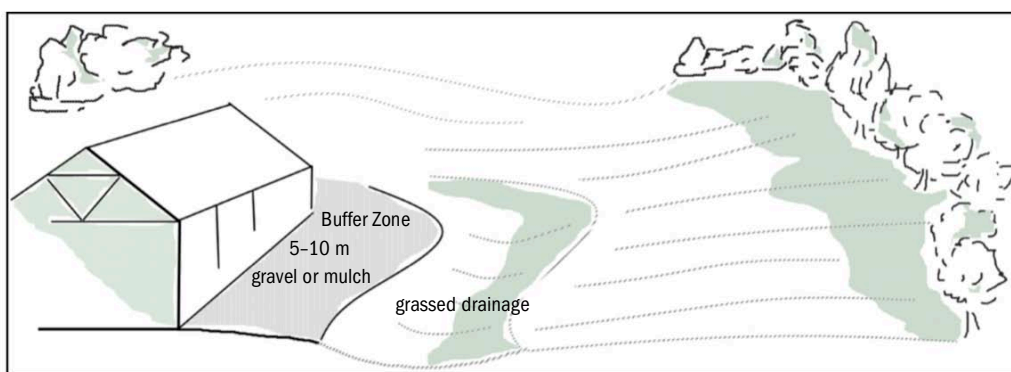 Buffer Zone
5–10 m
gravel or mulch
grassed drainage